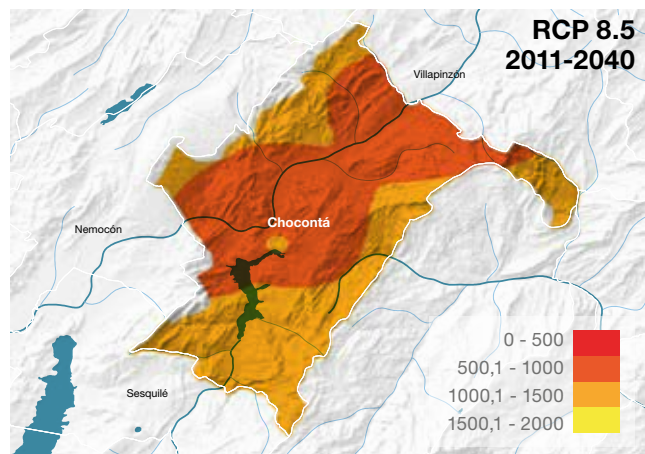 RCP 8.5
2011-2040
Villapinzón
Chocontá
Nemocón
Sesquilé
0 - 500
500,1 - 1000
1000,1 - 1500
1500,1 - 2000